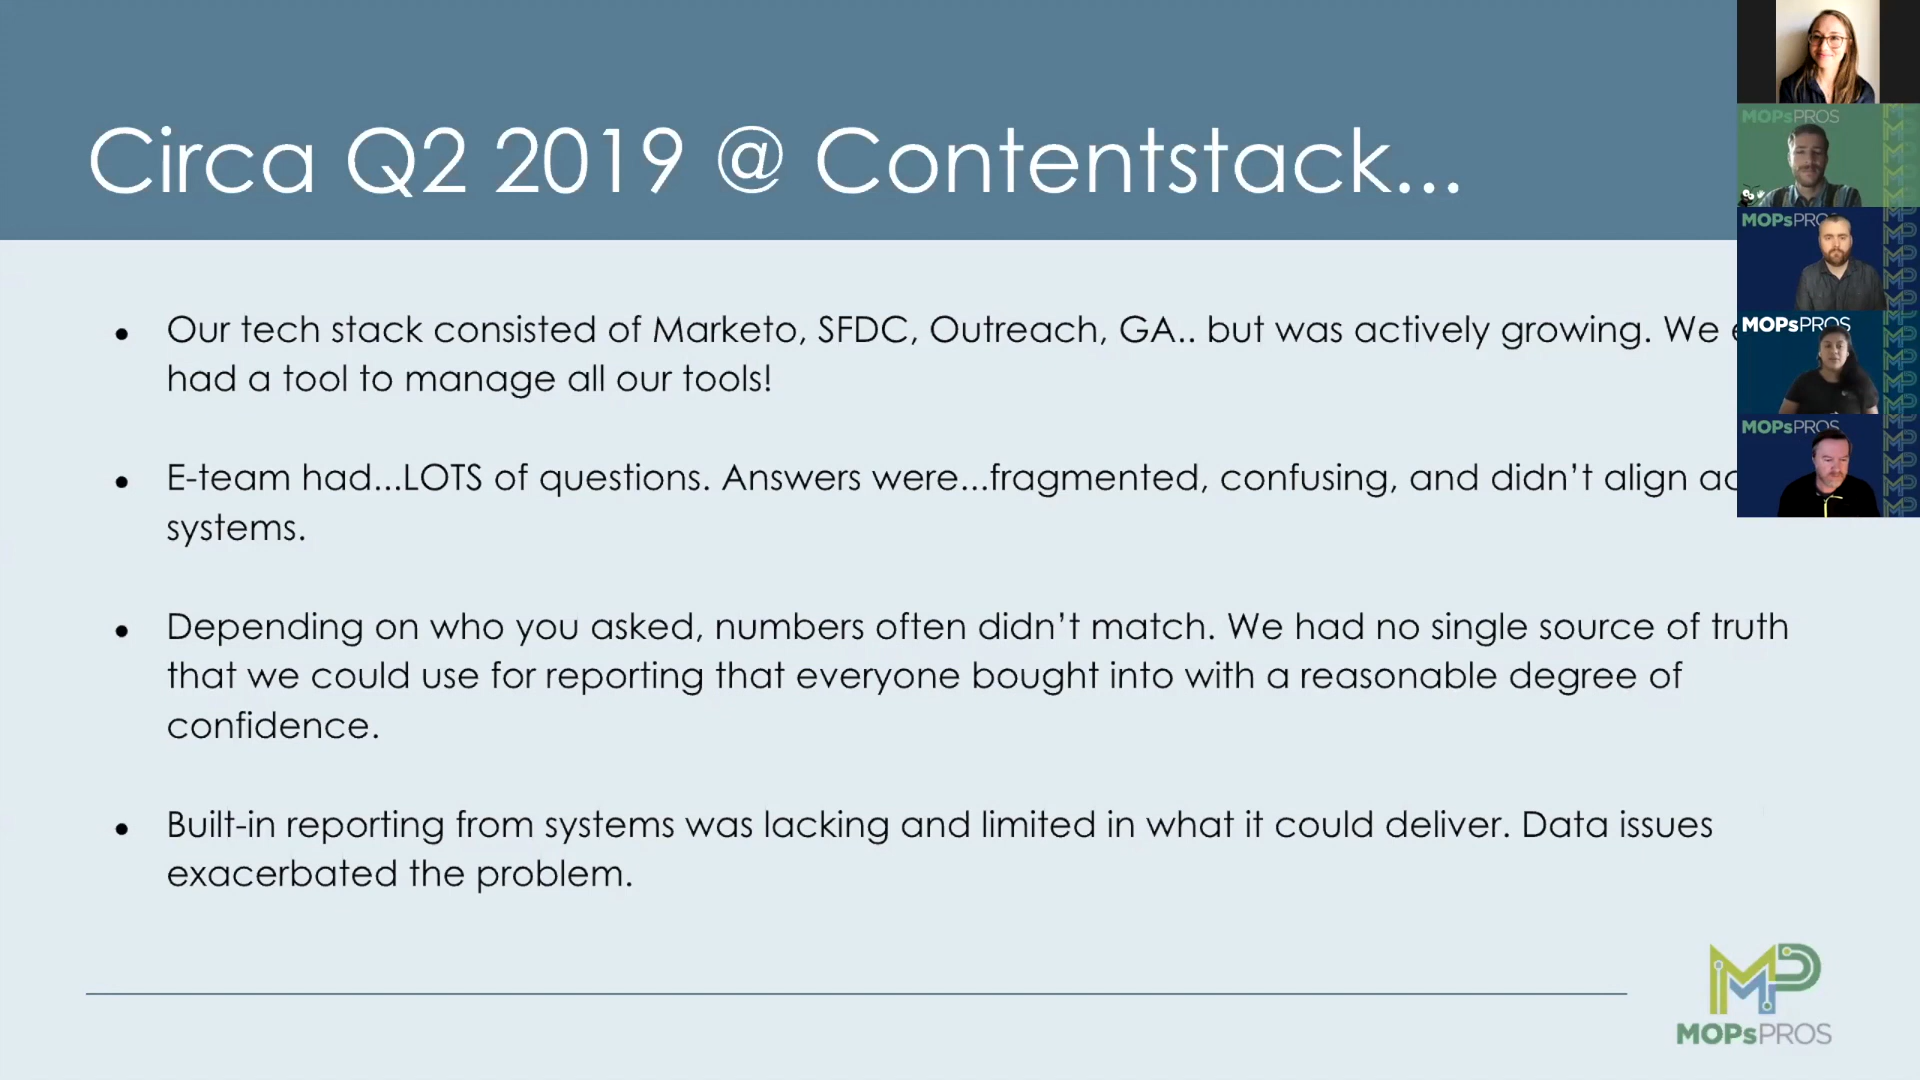 Circa Q2 2019 @ Contentstack...
Our tech stack consisted of Marketo, SFDC, Outreach, GA.. but was actively growing. We
had a tool to manage all our tools!
E-team had...LOTS of questions. Answers were...fragmented, confusing, and didn't align
systems.
Depending on who you asked, numbers often didn't match. We had no single source of truth
that we could use for reporting that everyone bought into with a reasonable degree of
confidence.
Built-in reporting from systems was lacking and limited in what it could deliver. Data issues
exacerbated the problem.
MOPsPROS
MOPsPRO
MOPsPROS
MOPsPROS
MP
MOPsPROS